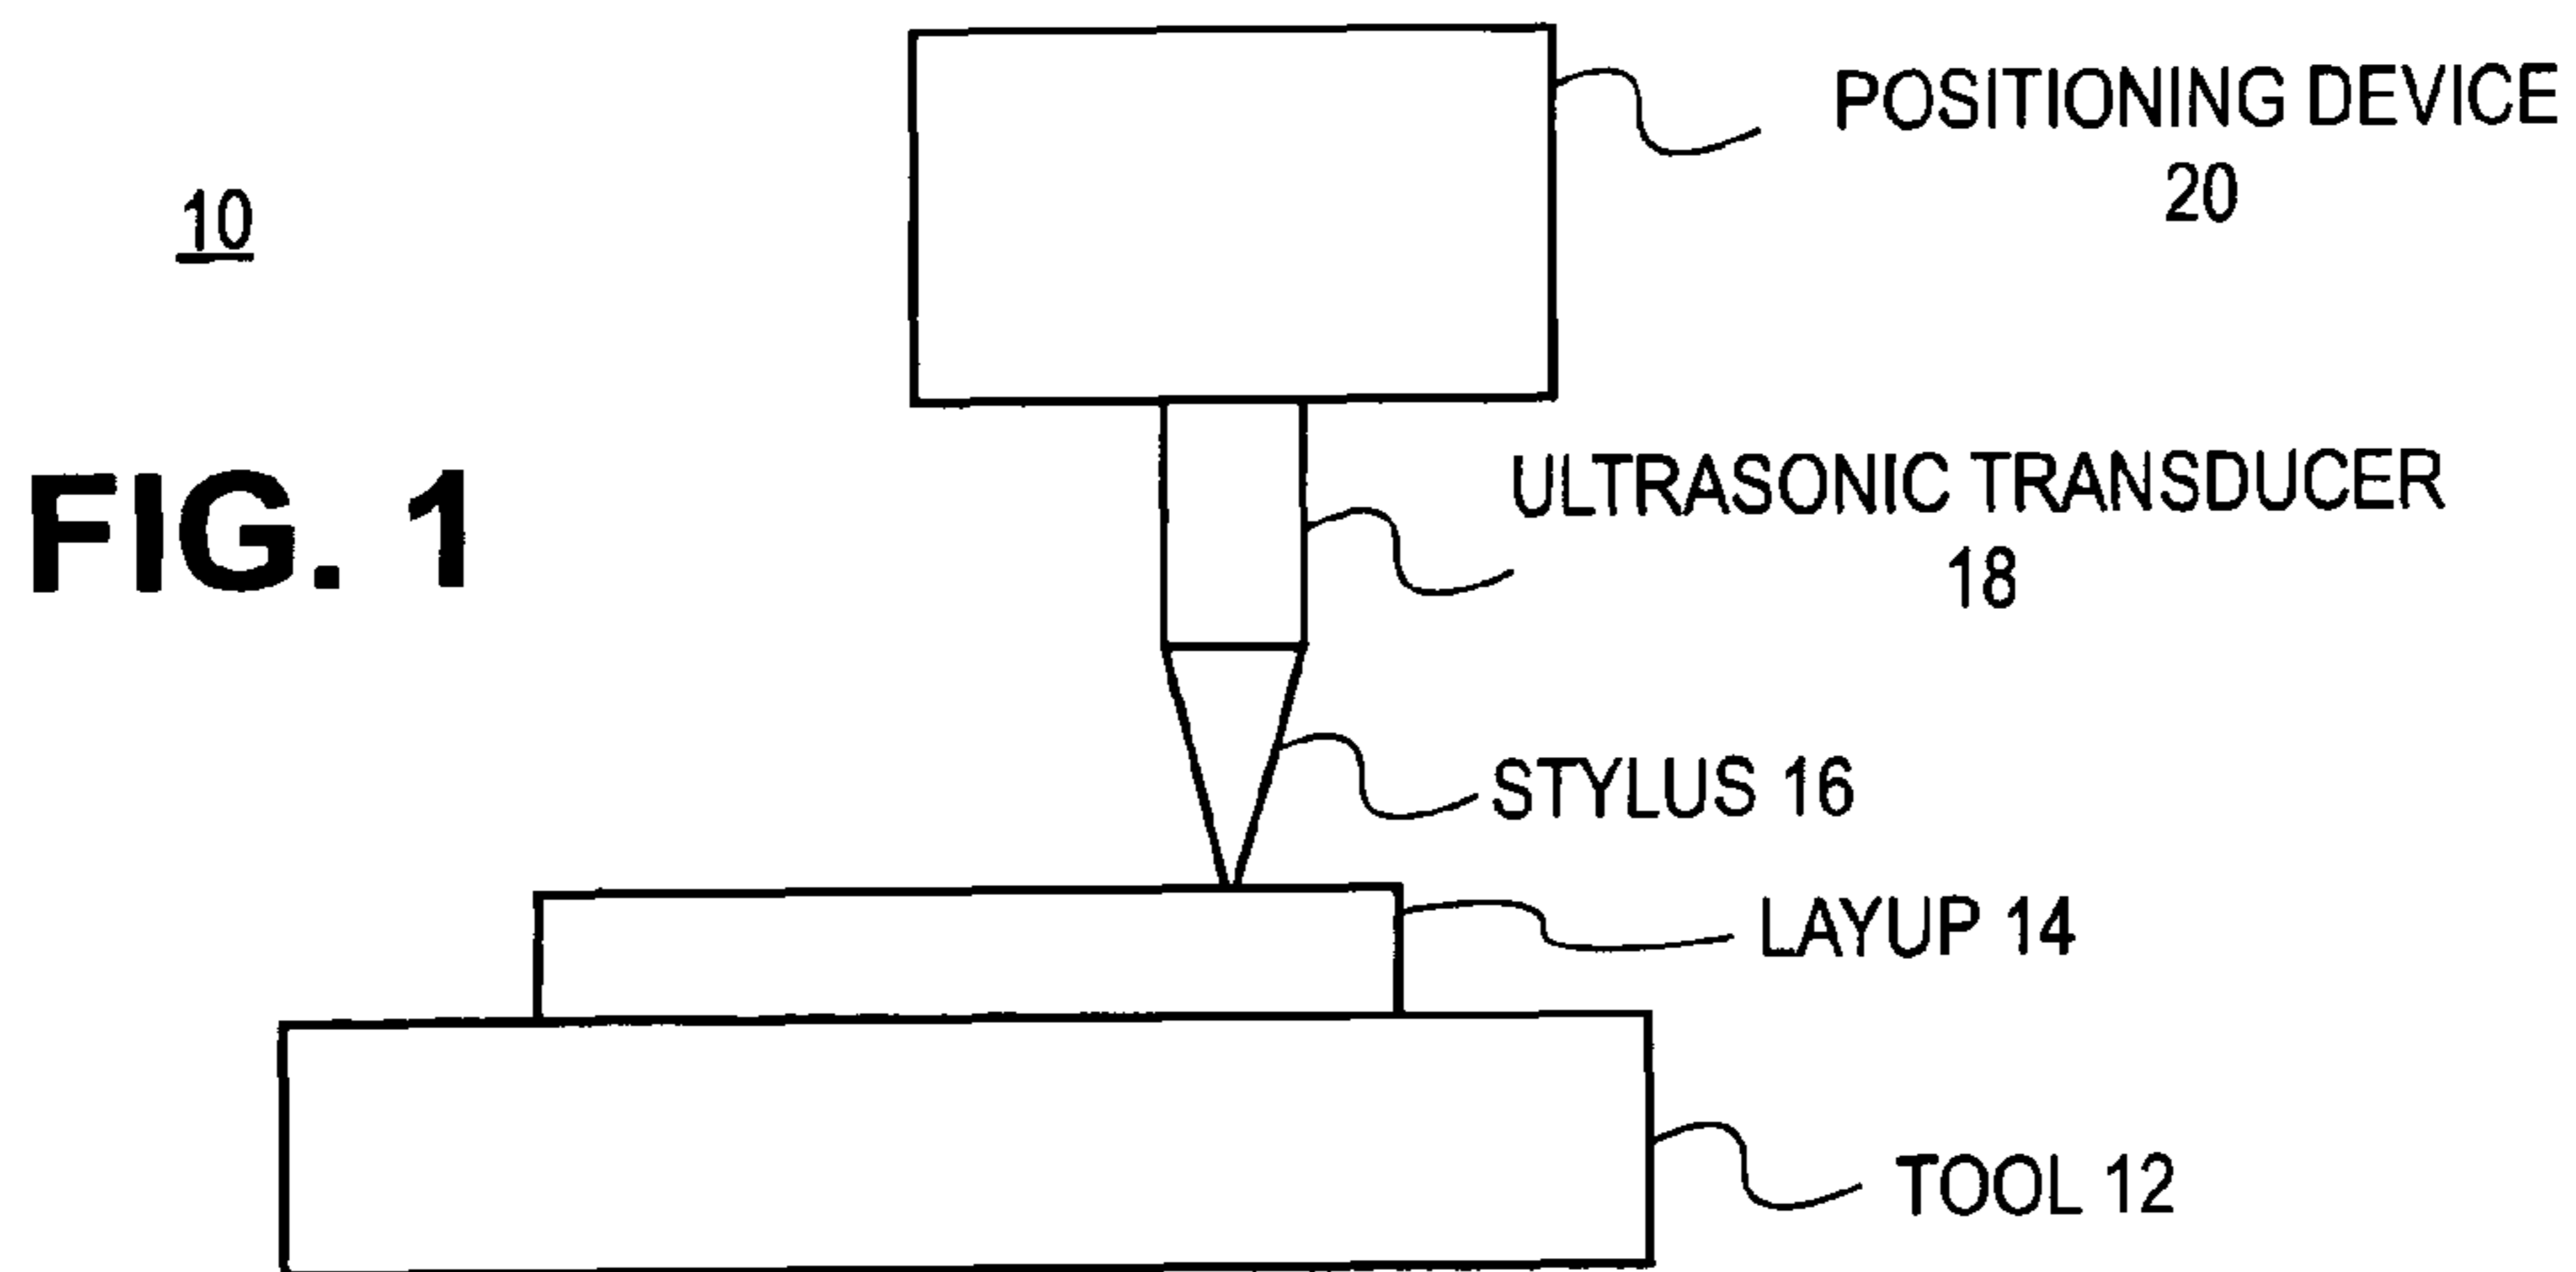 10
FIG. 1
POSITIONING DEVICE
20
ULTRASONIC TRANSDUCER
18
STYLUS 16
LAYUP 14
TOOL 12